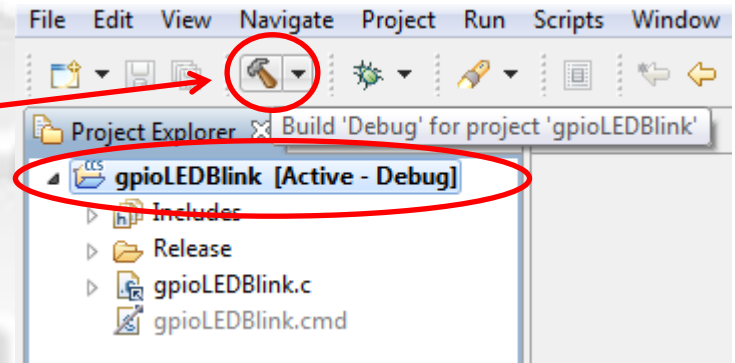 File Edit View Navigate Project Run Scripts Window
Project Explorer
Build 'Debug' for project 'gpioLEDBlink'
CCS
gpioLEDBlink [Active - Debug]
h
Includes
Release
.c
gpioLEDBlink.c
gpioLEDBlink.cmd